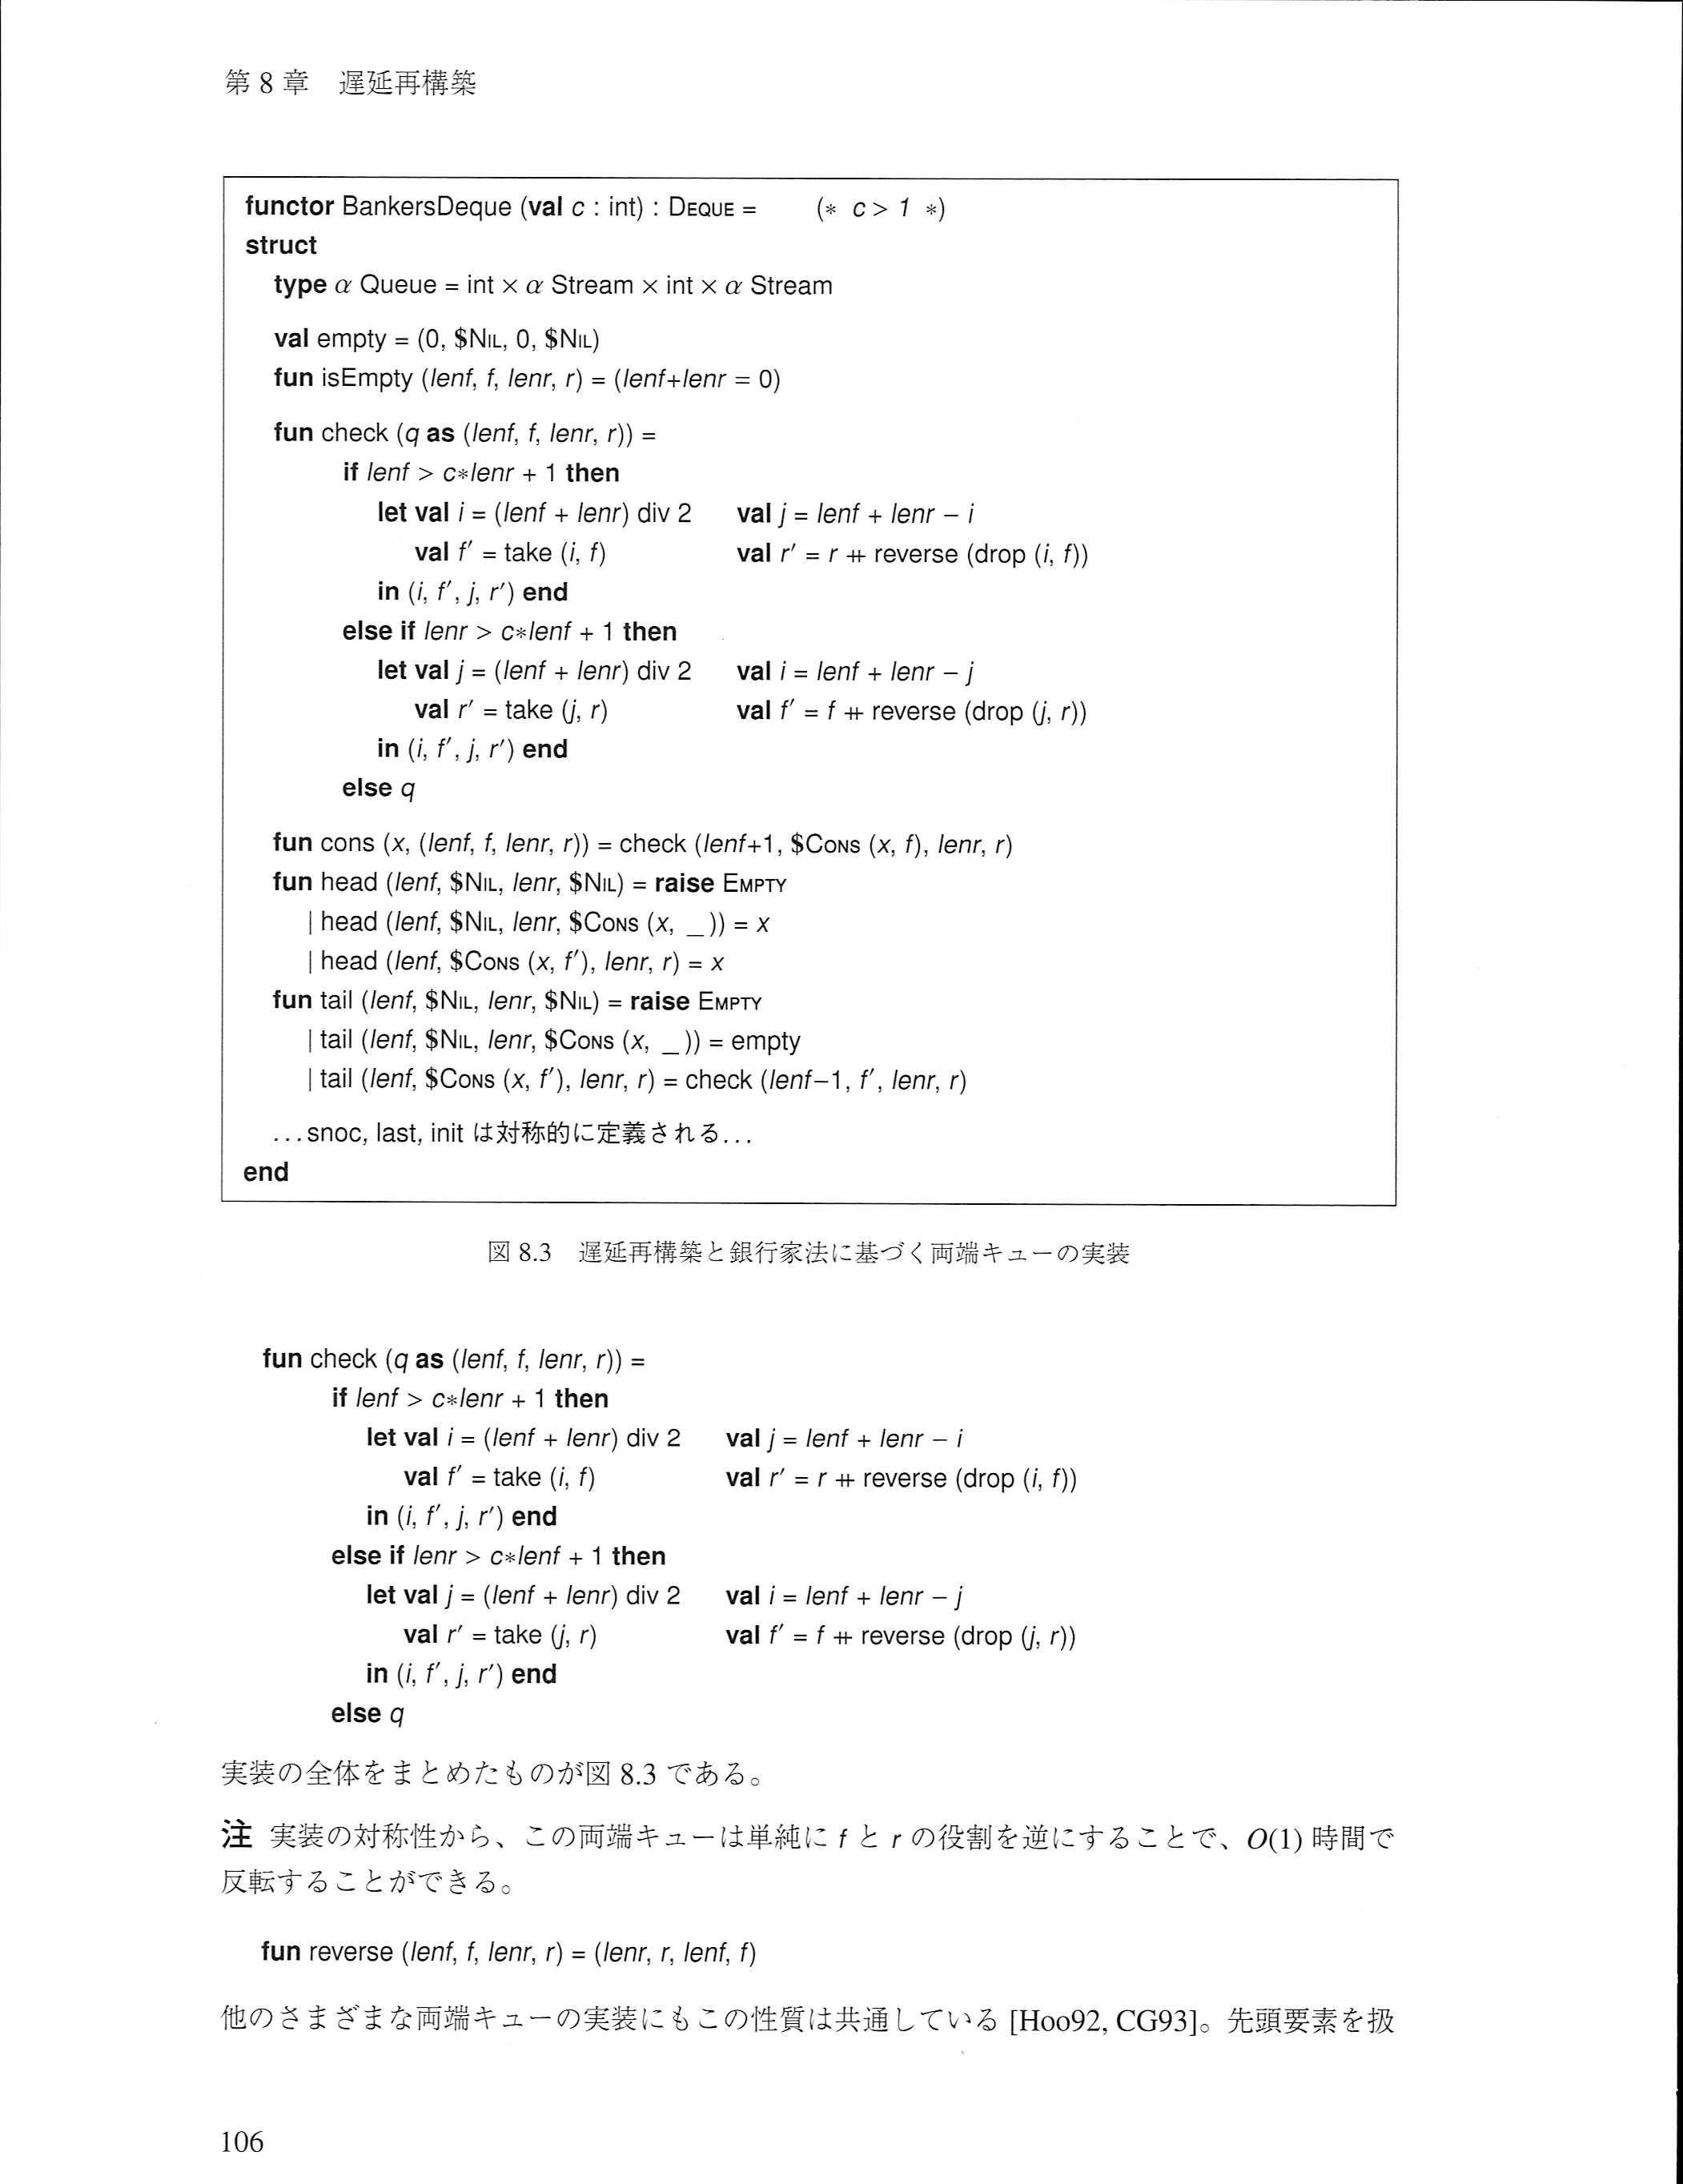 第 8 章　遅延再構築
functor BankersDeque (val c : int) : DEQUE =　　(* c > 1 *)
struct
type α Queue = int × α Stream × int × α Stream
val empty = (0, $NIL, 0, $NIL)
fun isEmpty (lenf, f, lenr, r) = (lenf+lenr = 0)
fun check (q as (lenf, f, lenr, r)) =
if lenf > c*lenr + 1 then
let val i = (lenf + lenr) div 2　　val j = lenf + lenr − i
val f′ = take (i, f)　　val r′ = r ⧺ reverse (drop (i, f))
in (i, f′, j, r′) end
else if lenr > c*lenf + 1 then
let val j = (lenf + lenr) div 2　　val i = lenf + lenr − j
val r′ = take (j, r)　　val f′ = f ⧺ reverse (drop (j, r))
in (i, f′, j, r′) end
else q
fun cons (x, (lenf, f, lenr, r)) = check (lenf+1, $CONS (x, f), lenr, r)
fun head (lenf, $NIL, lenr, $NIL) = raise EMPTY
| head (lenf, $NIL, lenr, $CONS (x, _)) = x
| head (lenf, $CONS (x, f′), lenr, r) = x
fun tail (lenf, $NIL, lenr, $NIL) = raise EMPTY
| tail (lenf, $NIL, lenr, $CONS (x, _)) = empty
| tail (lenf, $CONS (x, f′), lenr, r) = check (lenf−1, f′, lenr, r)
...snoc, last, init は対称的に定義される...
end
図 8.3　遅延再構築と銀行家法に基づく両端キューの実装
fun check (q as (lenf, f, lenr, r)) =
if lenf > c*lenr + 1 then
let val i = (lenf + lenr) div 2　　val j = lenf + lenr − i
val f′ = take (i, f)　　val r′ = r ⧺ reverse (drop (i, f))
in (i, f′, j, r′) end
else if lenr > c*lenf + 1 then
let val j = (lenf + lenr) div 2　　val i = lenf + lenr − j
val r′ = take (j, r)　　val f′ = f ⧺ reverse (drop (j, r))
in (i, f′, j, r′) end
else q
実装の全体をまとめたものが図 8.3 である。
注 実装の対称性から、この両端キューは単純に f と r の役割を逆にすることで、O(1) 時間で
反転することができる。
fun reverse (lenf, f, lenr, r) = (lenr, r, lenf, f)
他のさまざまな両端キューの実装にもこの性質は共通している [Hoo92, CG93]。先頭要素を扱
106